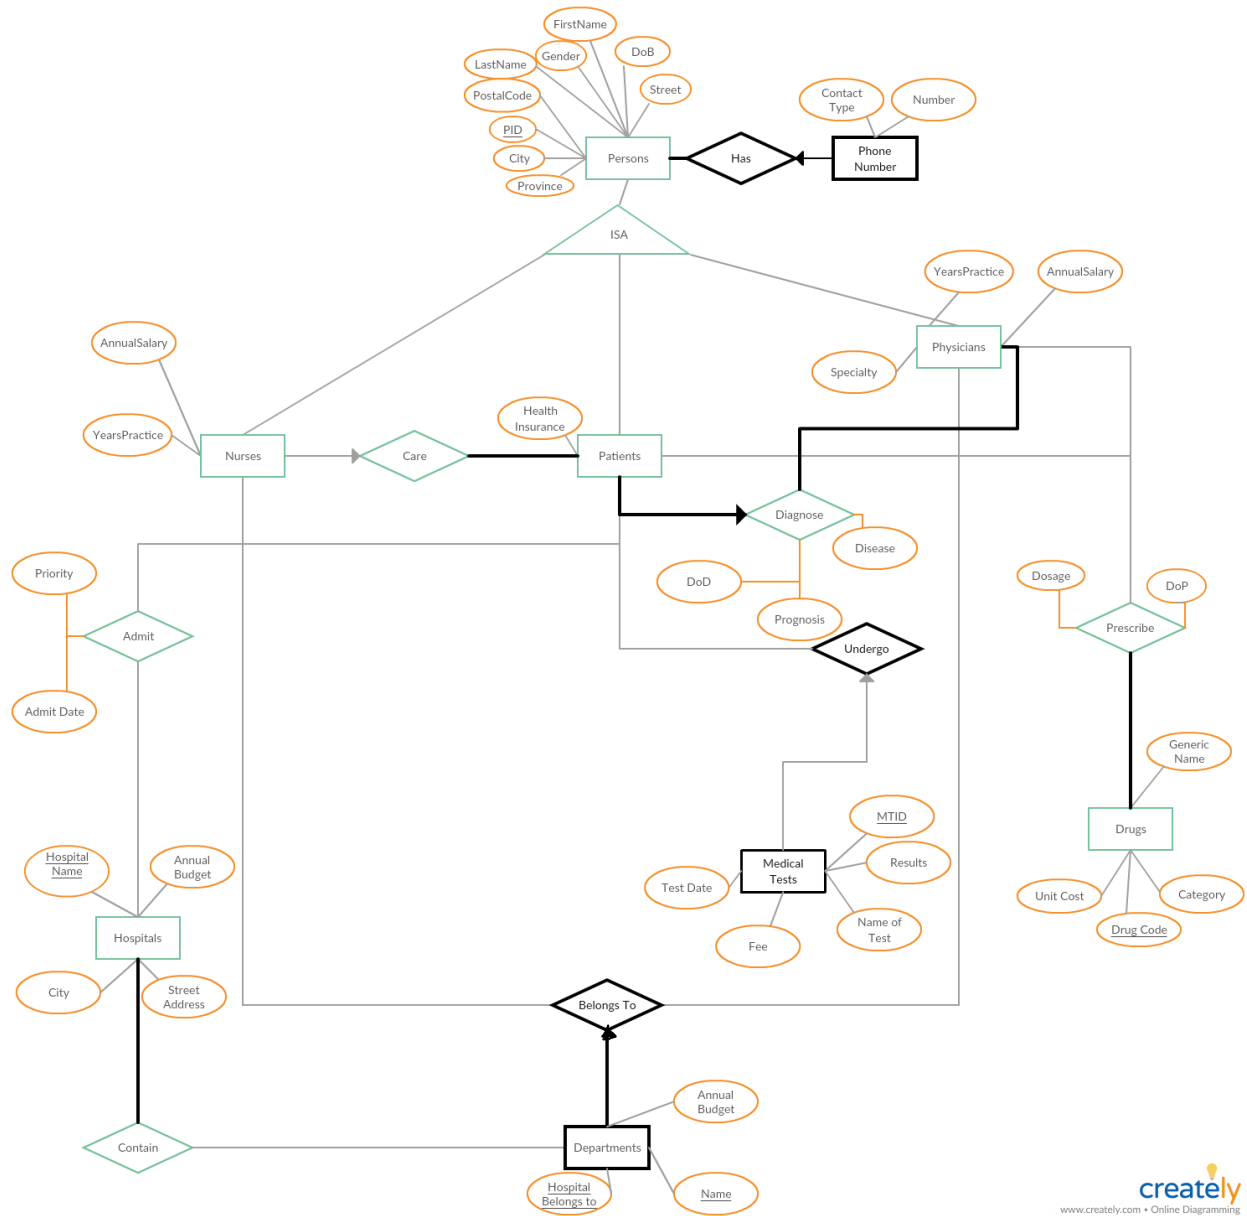 FirstName
Gender
DoB
LastName
Street
PostalCode
Contact
Type
Number
PID
City
Province
Persons
Has
Phone
Number
ISA
YearsPractice
AnnualSalary
AnnualSalary
Physicians
Specialty
YearsPractice
Health
Insurance
Nurses
Care
Patients
Diagnose
Disease
DoD
Prognosis
Priority
Dosage
DoP
Admit
Prescribe
Undergo
Admit Date
Generic
Name
MTID
Drugs
Hospital
Name
Annual
Budget
Medical
Tests
Results
Test Date
Unit Cost
Category
Name of
Test
Drug Code
Hospitals
Fee
City
Street
Address
Belongs To
Annual
Budget
Contain
Departments
Hospital
Belongs to
Name
creately
www.creately.com • Online Diagramming